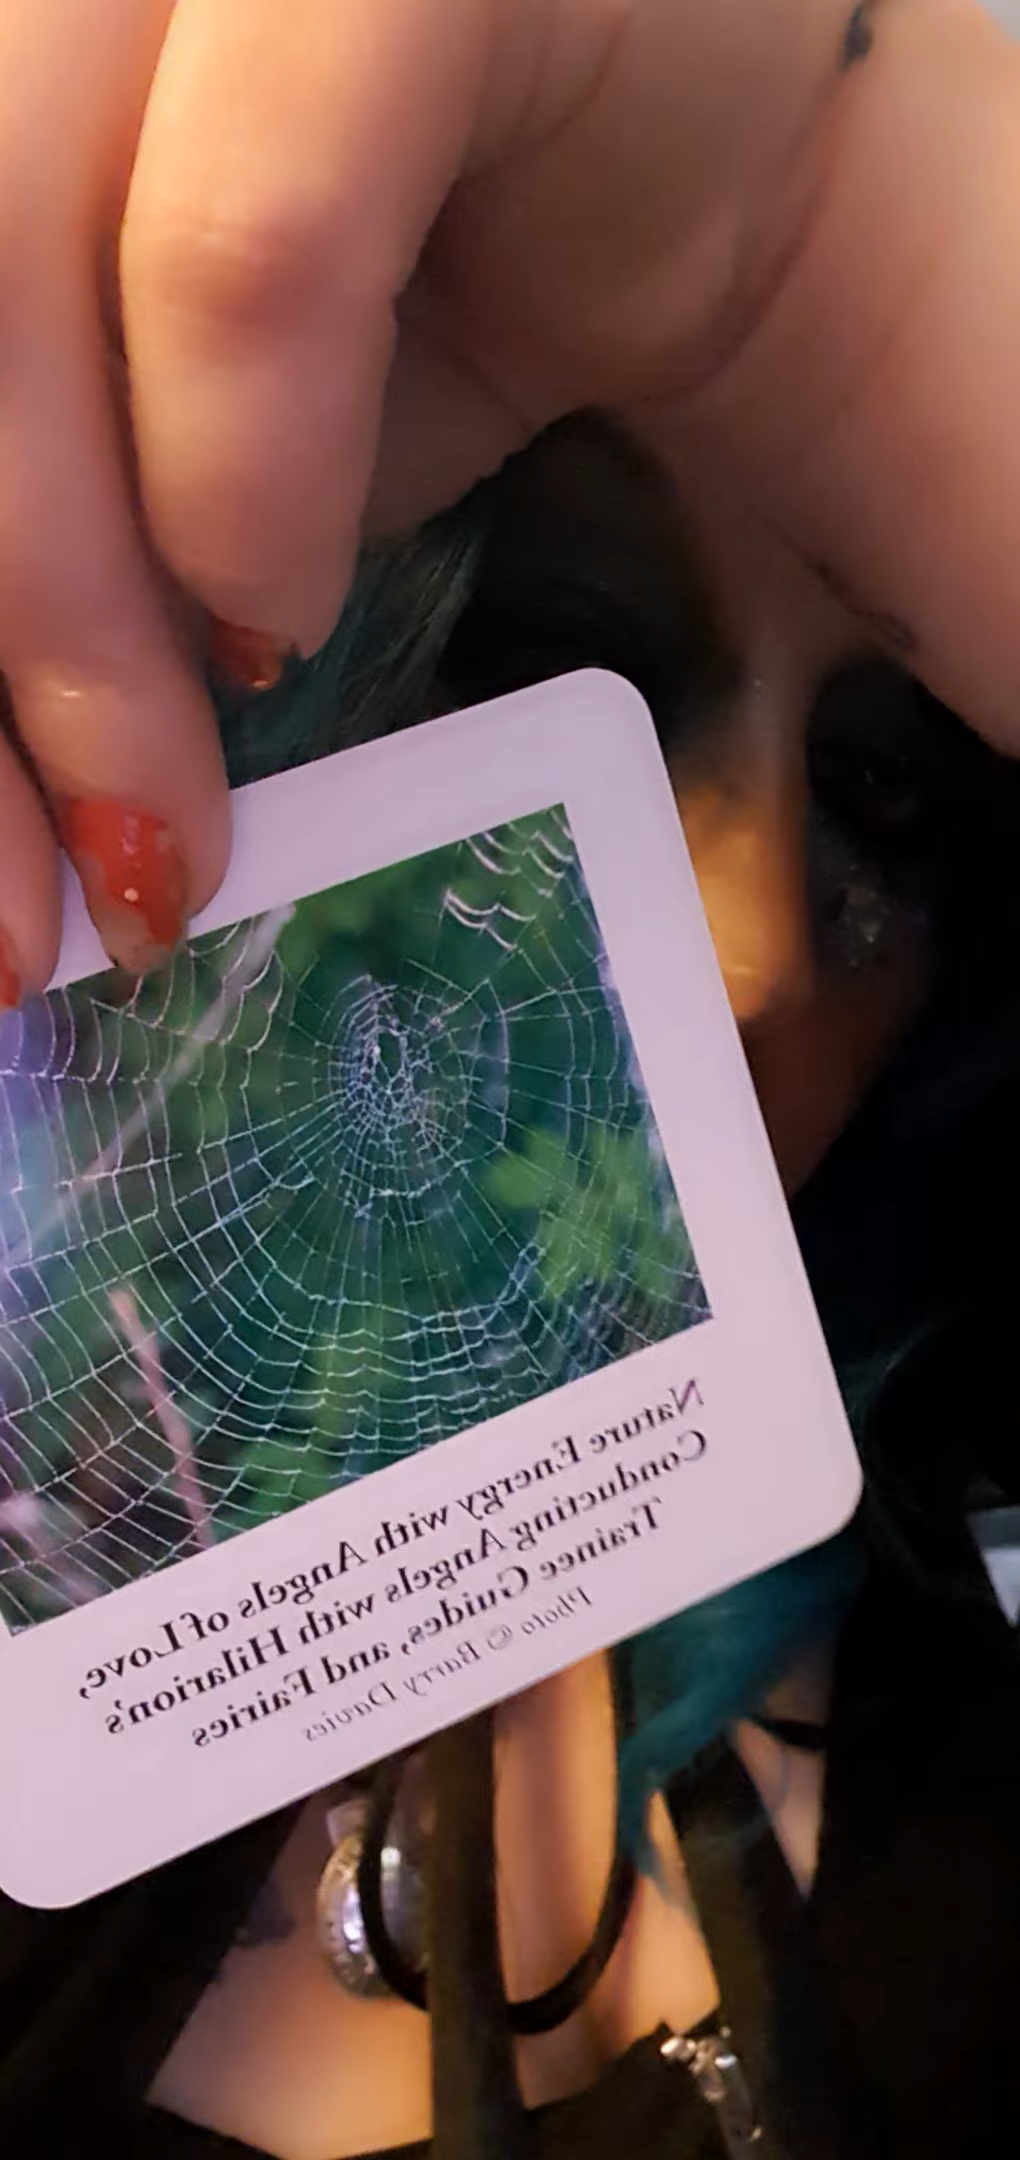 Nature Energy with Angels of Love,
Conducting Angels with Hilarion's
Trainee Guides, and Fairies
Photo © Barry Davies